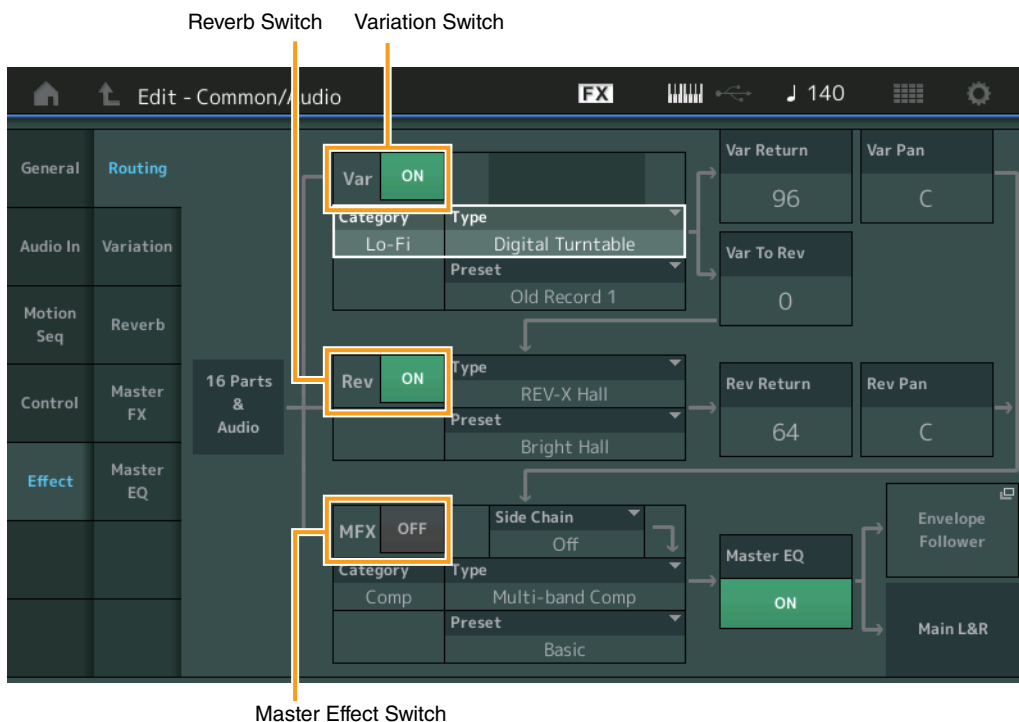 Reverb Switch Variation Switch
Edit - Common/Audio FX 140
General Routing Var ON Var Return Var Pan
96 C
Category Type
Audio In Variation Lo-Fi Digital Turntable Var To Rev
Preset
Old Record 1 0
Motion
Seq Reverb
Rev ON Type Rev Return Rev Pan
16 Parts
&
Audio
REV-X Hall
Control Master
FX
Preset 64 C
Bright Hall
Effect Master
EQ
MFX OFF Side Chain
Off
Envelope
Follower
Category Type Master EQ
Comp Multi-band Comp ON
Preset Main L&R
Basic
Master Effect Switch